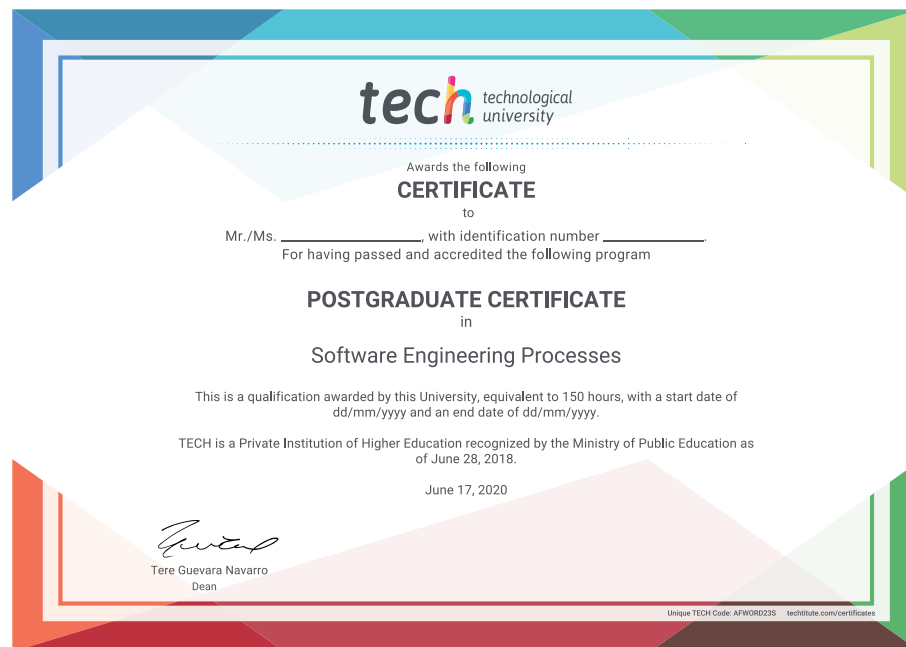 tech technological
university
Awards the following
CERTIFICATE
to
Mr./Ms. ____________________, with identification number ______________.
For having passed and accredited the following program
POSTGRADUATE CERTIFICATE
in
Software Engineering Processes
This is a qualification awarded by this University, equivalent to 150 hours, with a start date of
dd/mm/yyyy and an end date of dd/mm/yyyy.
TECH is a Private Institution of Higher Education recognized by the Ministry of Public Education as
of June 28, 2018.
June 17, 2020
Tere Guevara Navarro
Dean
Unique TECH Code: AFWORD23S techtitute.com/certificates